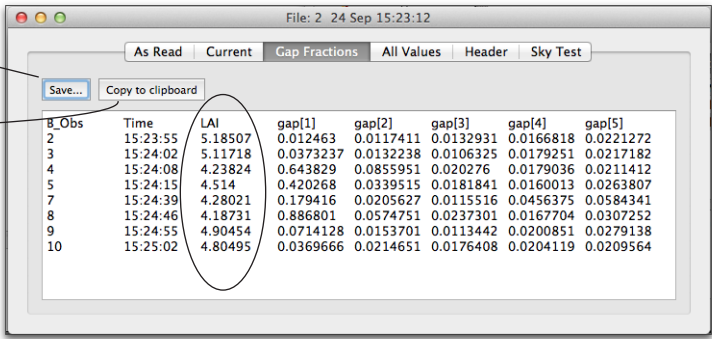 File: 2 24 Sep 15:23:12
As Read Current Gap Fractions All Values Header Sky Test
Save... Copy to clipboard
B_Obs Time LAI gap[1] gap[2] gap[3] gap[4] gap[5]
2 15:23:55 5.18507 0.012463 0.0117411 0.0132931 0.0166818 0.0221272
3 15:24:02 5.11718 0.0373237 0.0132238 0.0106325 0.0179251 0.0217182
4 15:24:08 4.23824 0.643829 0.0855951 0.020276 0.0179036 0.0211412
5 15:24:15 4.514 0.420268 0.0339515 0.0181841 0.0160013 0.0263807
7 15:24:39 4.28021 0.179416 0.0205627 0.0115516 0.0456375 0.0584341
8 15:24:46 4.18731 0.886801 0.0574751 0.0237301 0.0167704 0.0307252
9 15:24:55 4.90454 0.0714128 0.0153701 0.0113442 0.0200851 0.0279138
10 15:25:02 4.80495 0.0369666 0.0214651 0.0176408 0.0204119 0.0209564